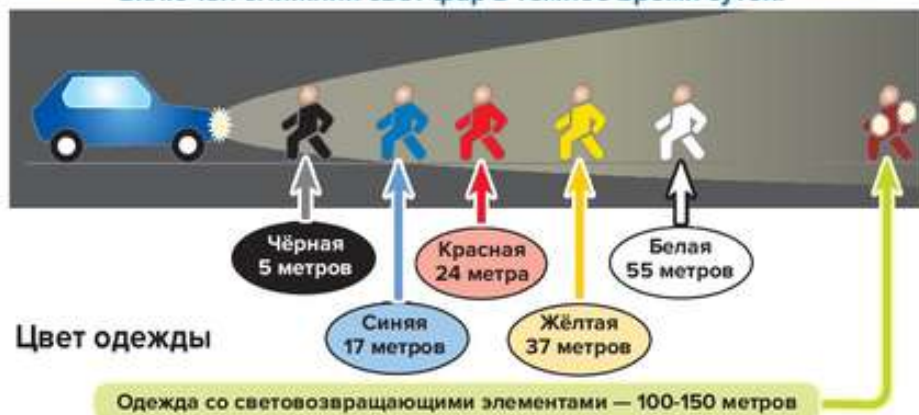 Чёрная
5 метров
Красная
24 метра
Белая
55 метров
Синяя
17 метров
Жёлтая
37 метров
Цвет одежды
Одежда со световозвращающими элементами — 100-150 метров